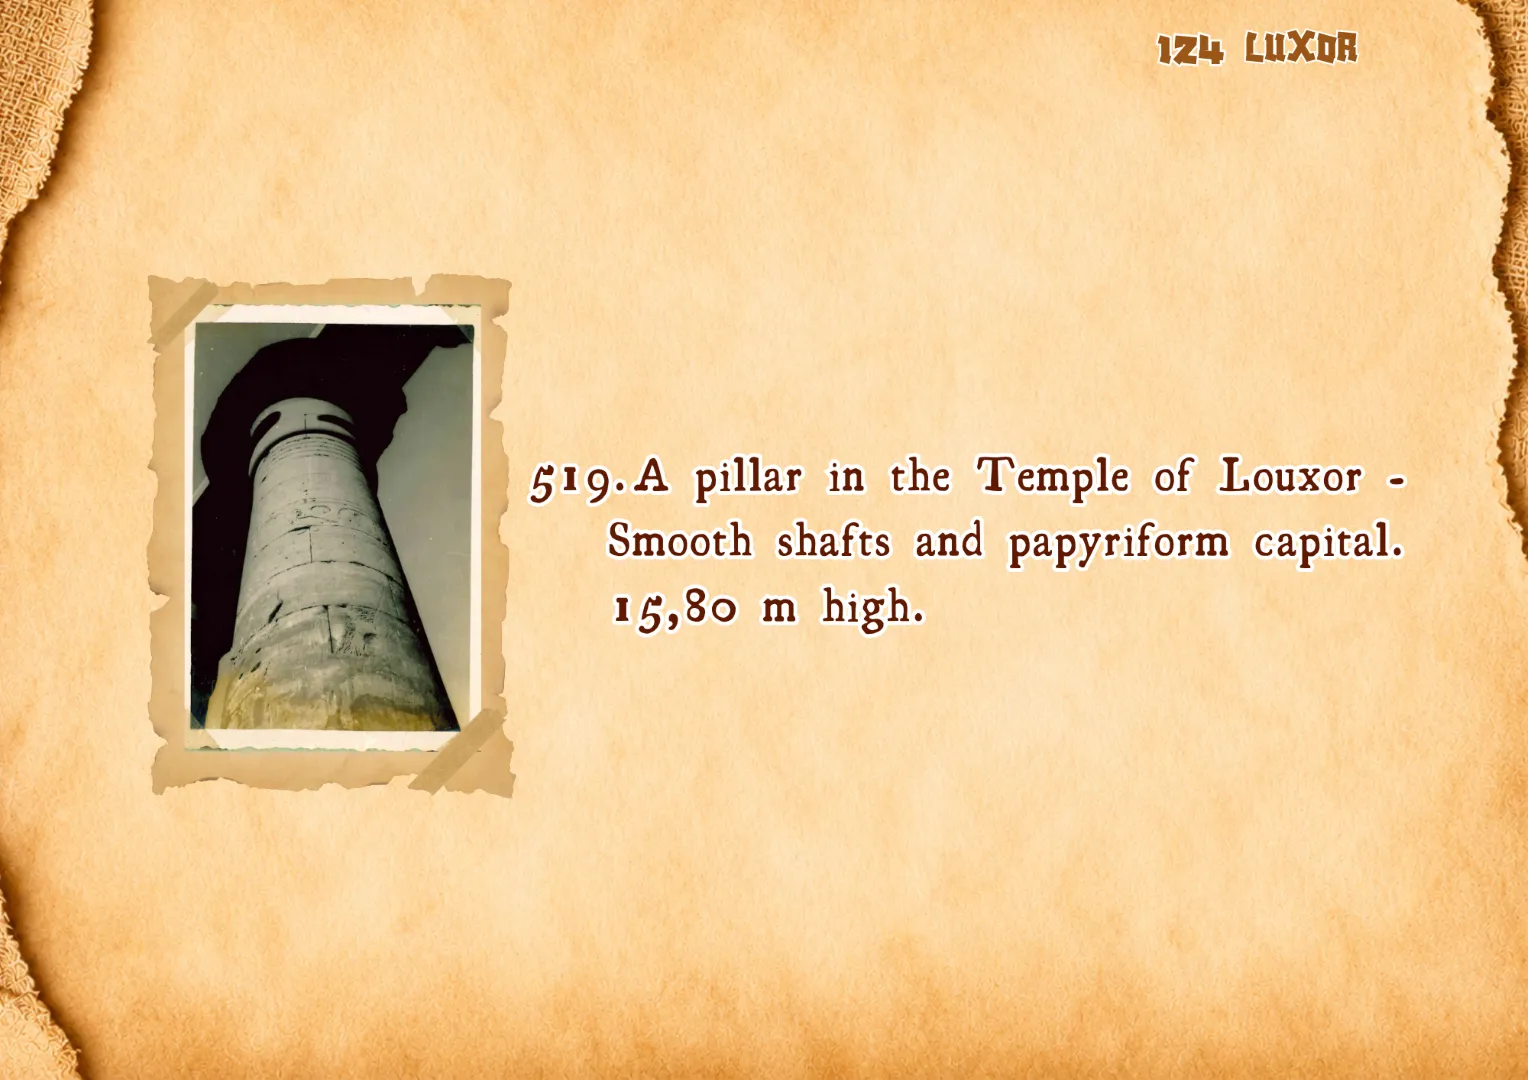 124 LUXOR
519. A pillar in the Temple of Louxor -
Smooth shafts and papyriform capital.
15,80 m high.